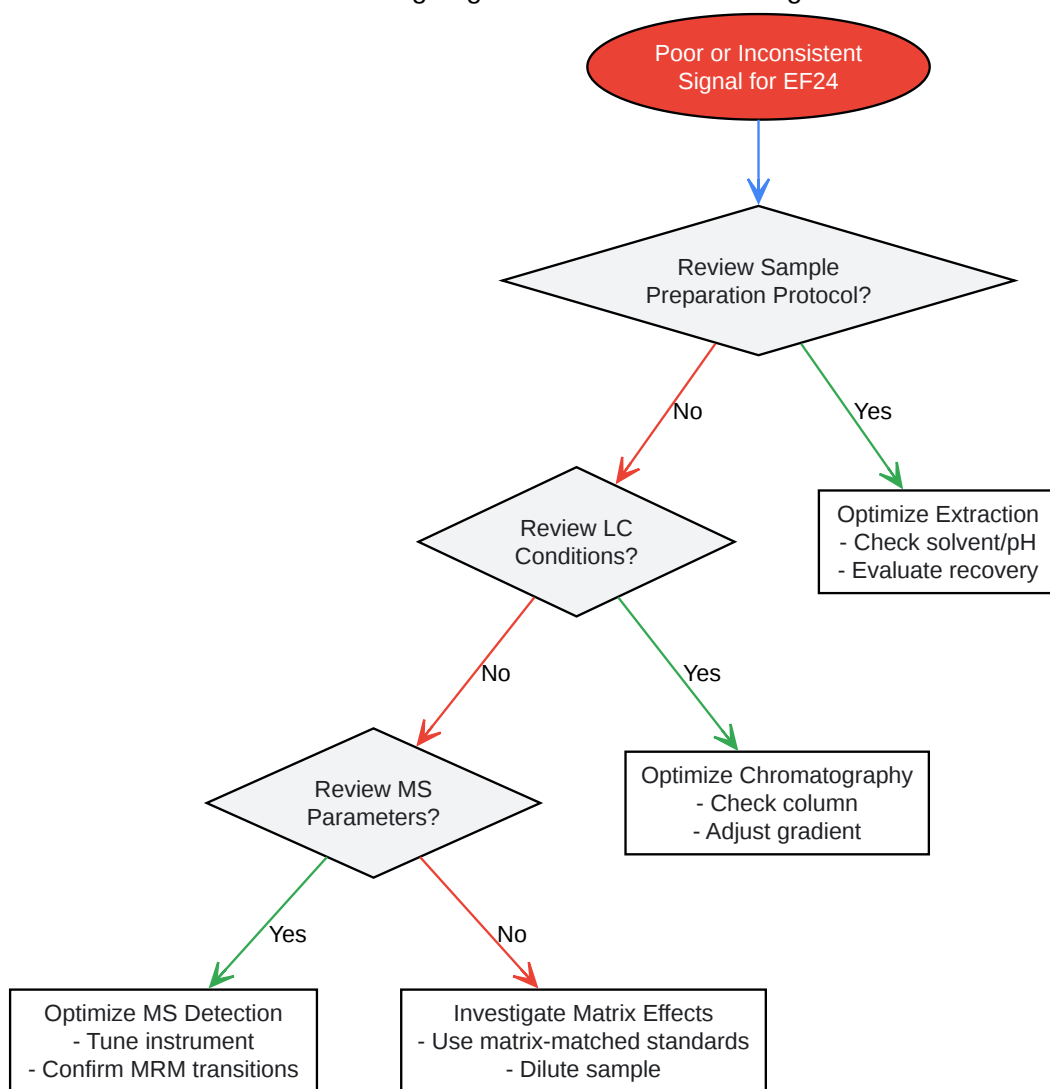 Poor or Inconsistent
Signal for EF24
Review Sample
Preparation Protocol?
No
Yes
Review LC
Conditions?
Optimize Extraction
- Check solvent/pH
- Evaluate recovery
No
Yes
Review MS
Parameters?
Optimize Chromatography
- Check column
- Adjust gradient
Yes
No
Optimize MS Detection
- Tune instrument
- Confirm MRM transitions
Investigate Matrix Effects
- Use matrix-matched standards
- Dilute sample